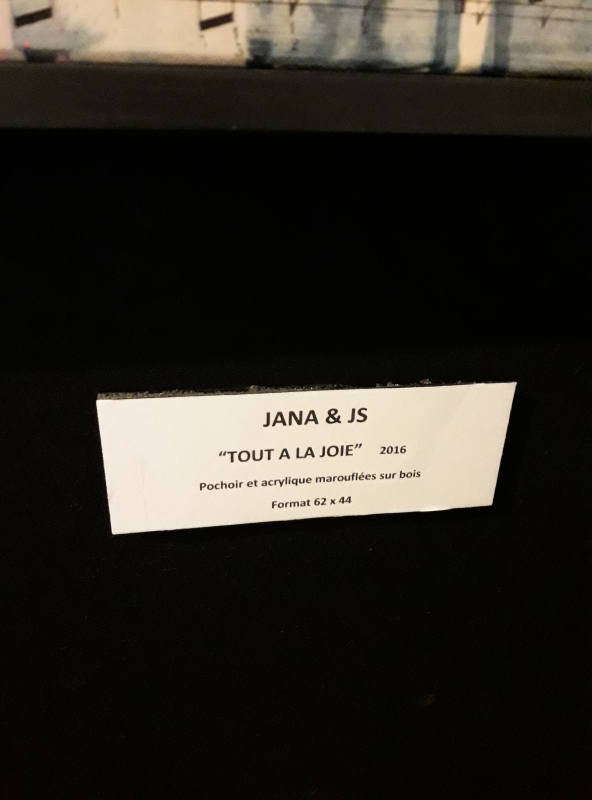 JANA & JS
“TOUT A LA JOIE” 2016
Pochoir et acrylique marouflées sur bois
Format 62 x 44